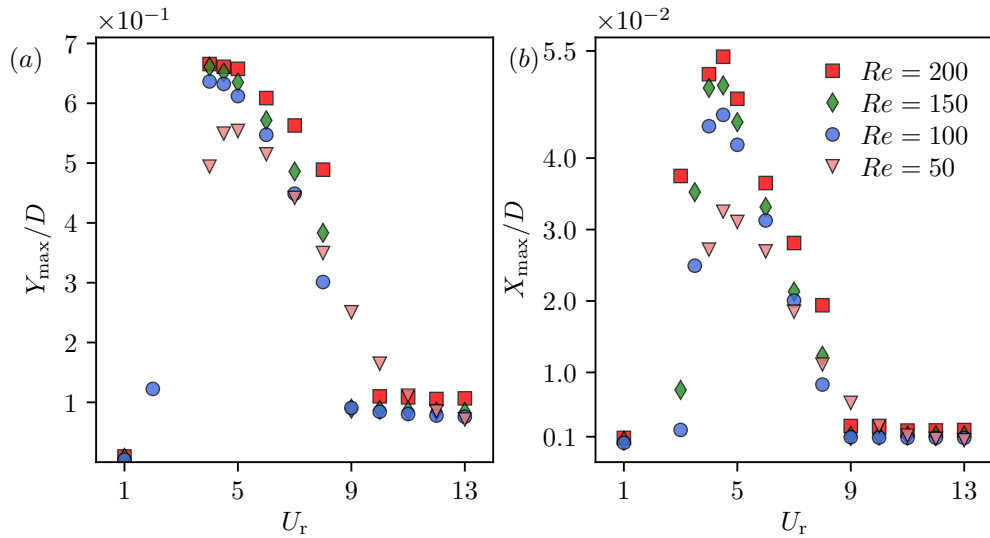 ×10⁻¹
(a)
7
6
5
4
3
2
1
Y_max/D
1 5 9 13
U_r
×10⁻²
(b)
5.5
4.0
3.0
2.0
1.0
0.1
X_max/D
1 5 9 13
U_r
Re = 200
Re = 150
Re = 100
Re = 50